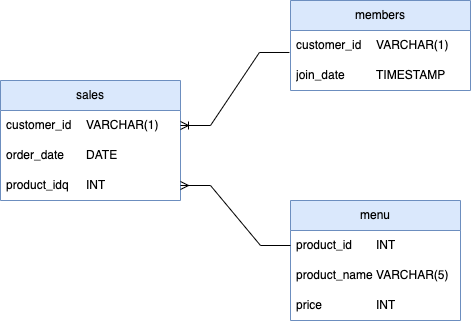 members
customer_id VARCHAR(1)
join_date TIMESTAMP
sales
customer_id VARCHAR(1)
order_date DATE
product_idq INT
menu
product_id INT
product_name VARCHAR(5)
price INT